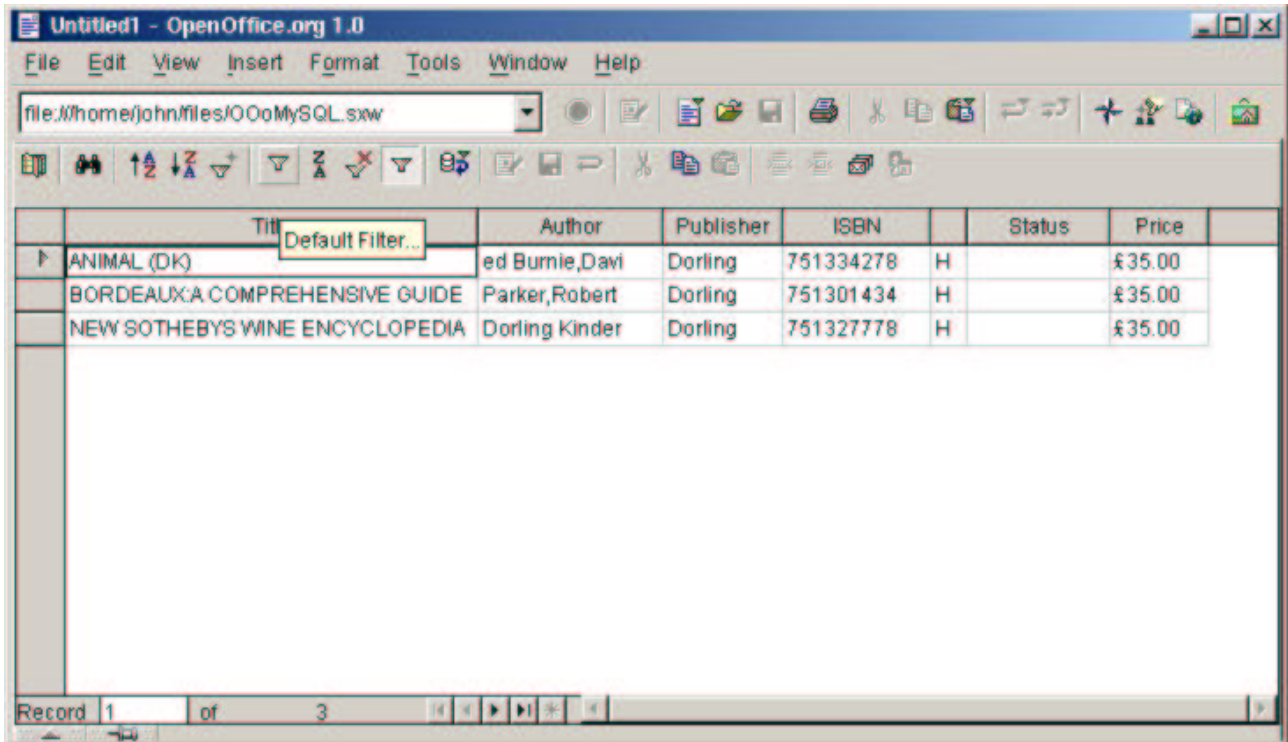 Untitled1 - OpenOffice.org 1.0
File Edit View Insert Format Tools Window Help
file:///home/john/files/OOoMySQL.sxw
Titl Author Publisher ISBN Status Price
Default Filter...
ANIMAL (DK) ed Burnie,Davi Dorling 751334278 H £35.00
BORDEAUX:A COMPREHENSIVE GUIDE Parker,Robert Dorling 751301434 H £35.00
NEW SOTHEBYS WINE ENCYCLOPEDIA Dorling Kinder Dorling 751327778 H £35.00
Record 1 of 3